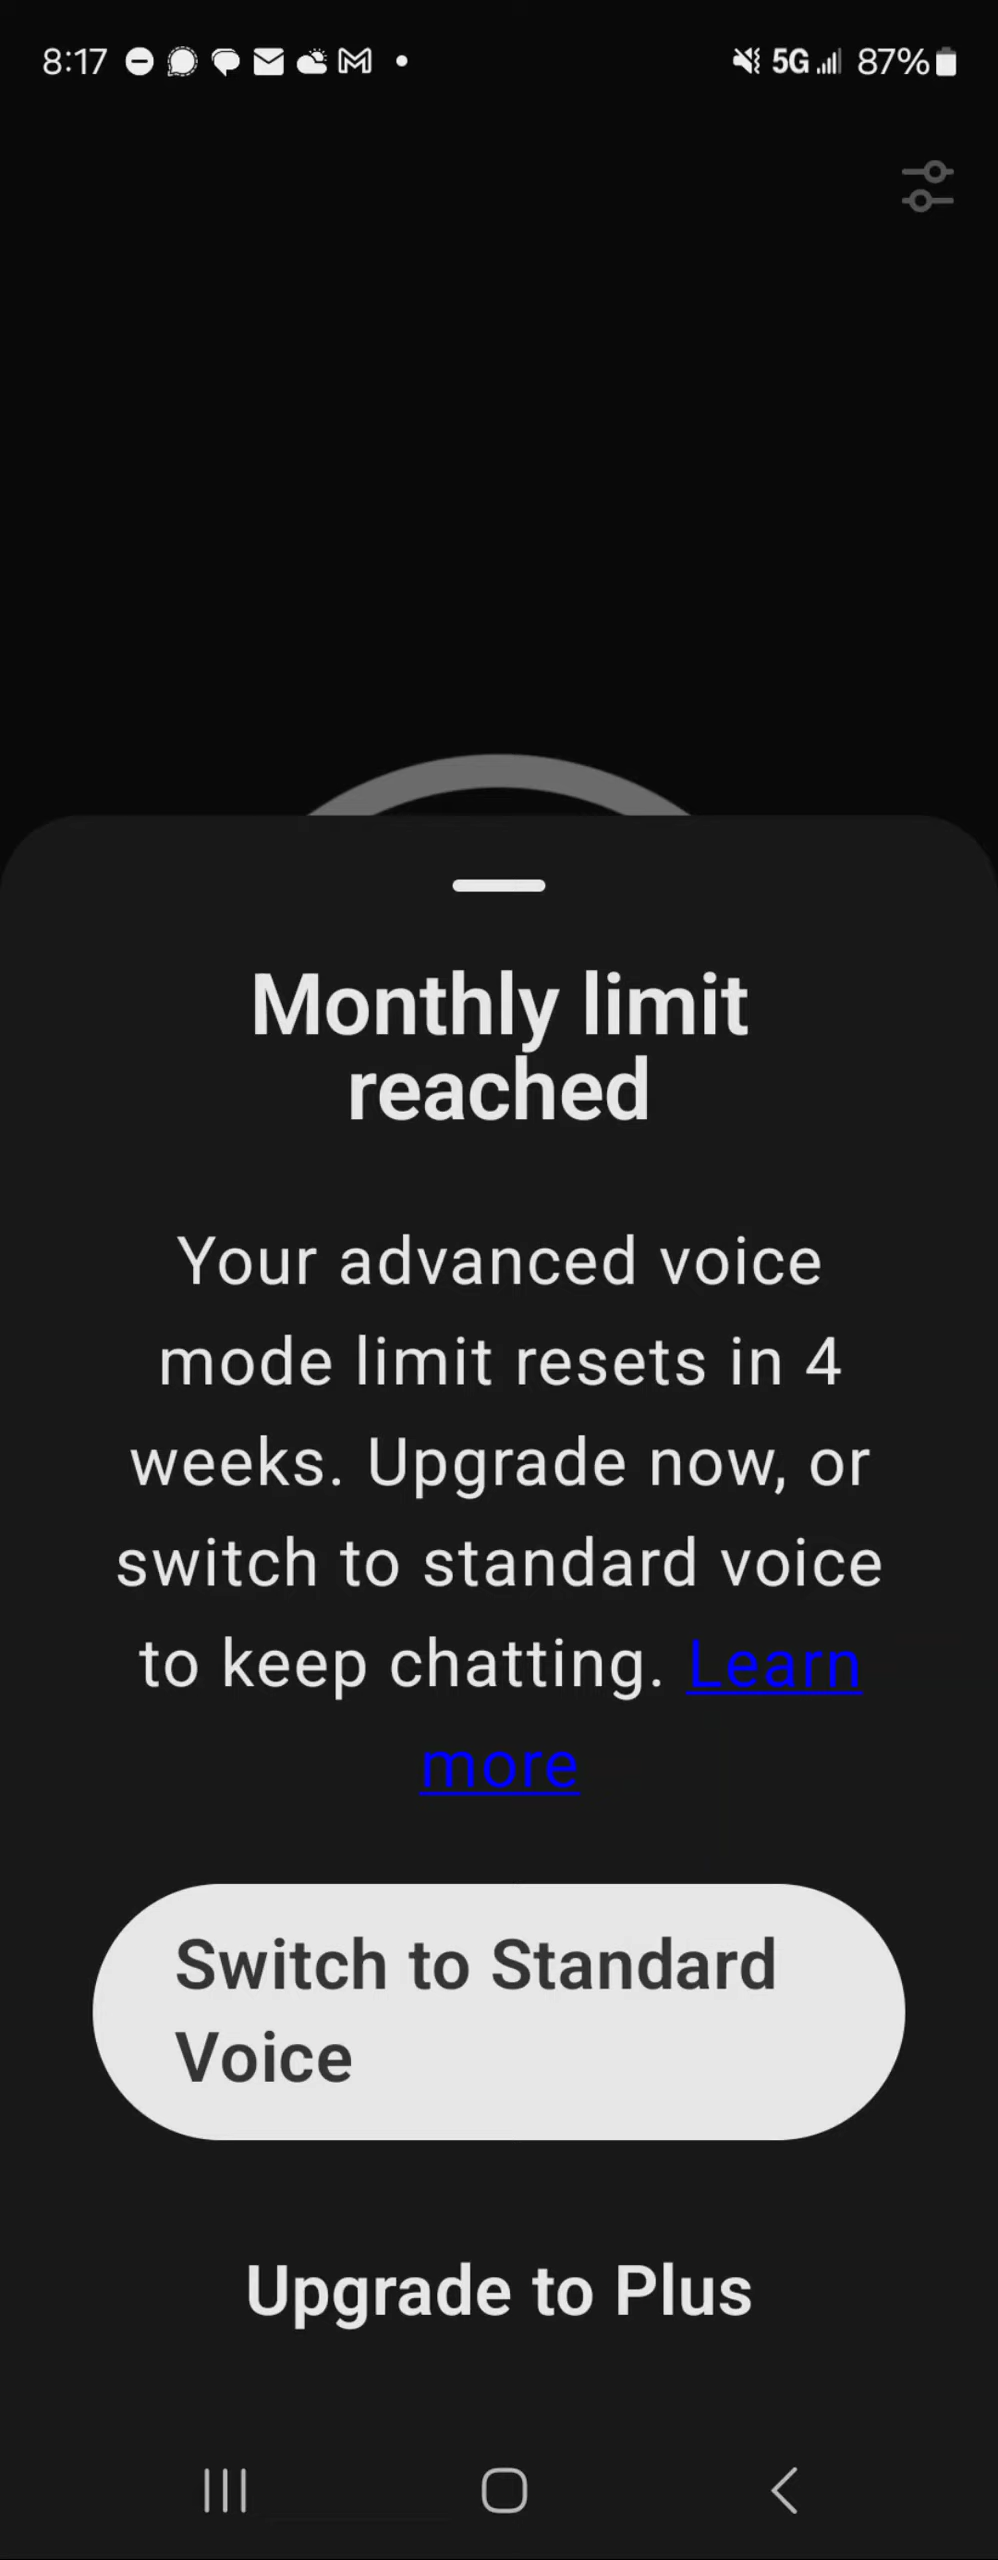 8:17 5G 87%
Monthly limit
reached
Your advanced voice
mode limit resets in 4
weeks. Upgrade now, or
switch to standard voice
to keep chatting. Learn
more
Switch to Standard
Voice
Upgrade to Plus